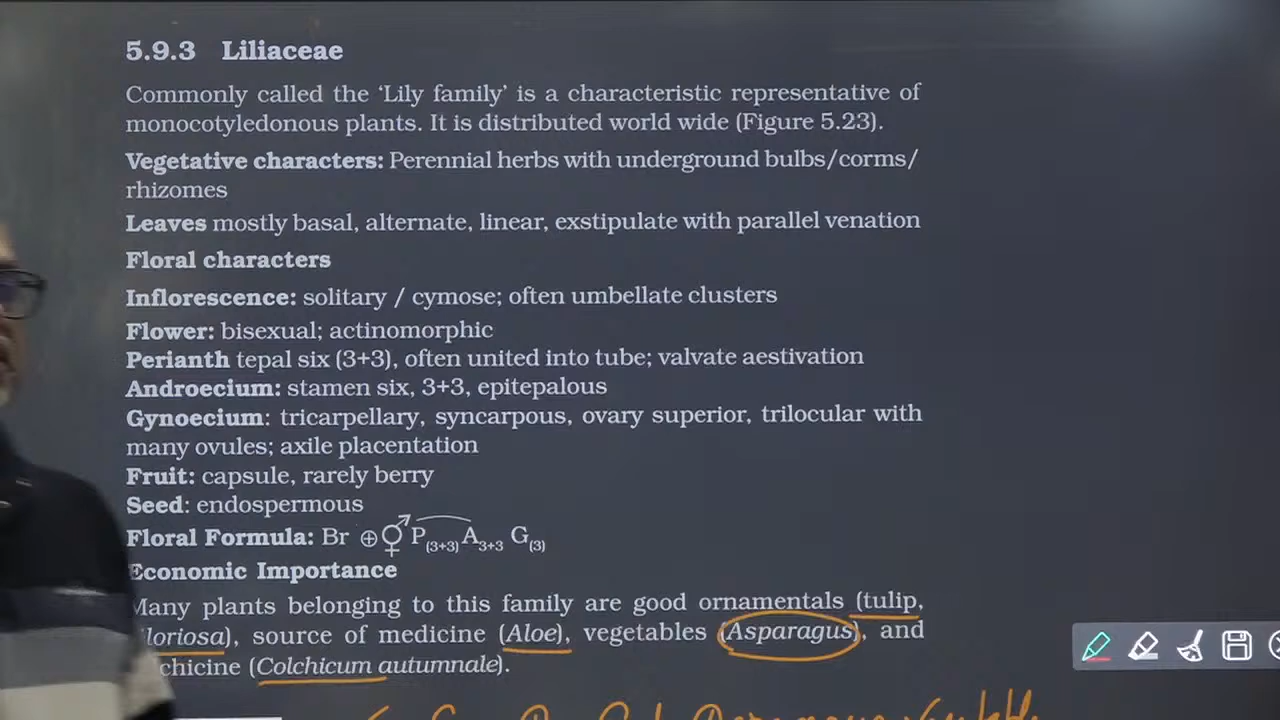 5.9.3 Liliaceae
Commonly called the ‘Lily family’ is a characteristic representative of
monocotyledonous plants. It is distributed world wide (Figure 5.23).
Vegetative characters: Perennial herbs with underground bulbs/corms/
rhizomes
Leaves mostly basal, alternate, linear, exstipulate with parallel venation
Floral characters
Inflorescence: solitary / cymose; often umbellate clusters
Flower: bisexual; actinomorphic
Perianth tepal six (3+3), often united into tube; valvate aestivation
Androecium: stamen six, 3+3, epitepalous
Gynoecium: tricarpellary, syncarpous, ovary superior, trilocular with
many ovules; axile placentation
Fruit: capsule, rarely berry
Seed: endospermous
Floral Formula: Br ⊕ ⚥ P(3+3) A3+3 G(3)
Economic Importance
Many plants belonging to this family are good ornamentals (tulip,
loriosa), source of medicine (Aloe), vegetables (Asparagus), and
chicine (Colchicum autumnale).